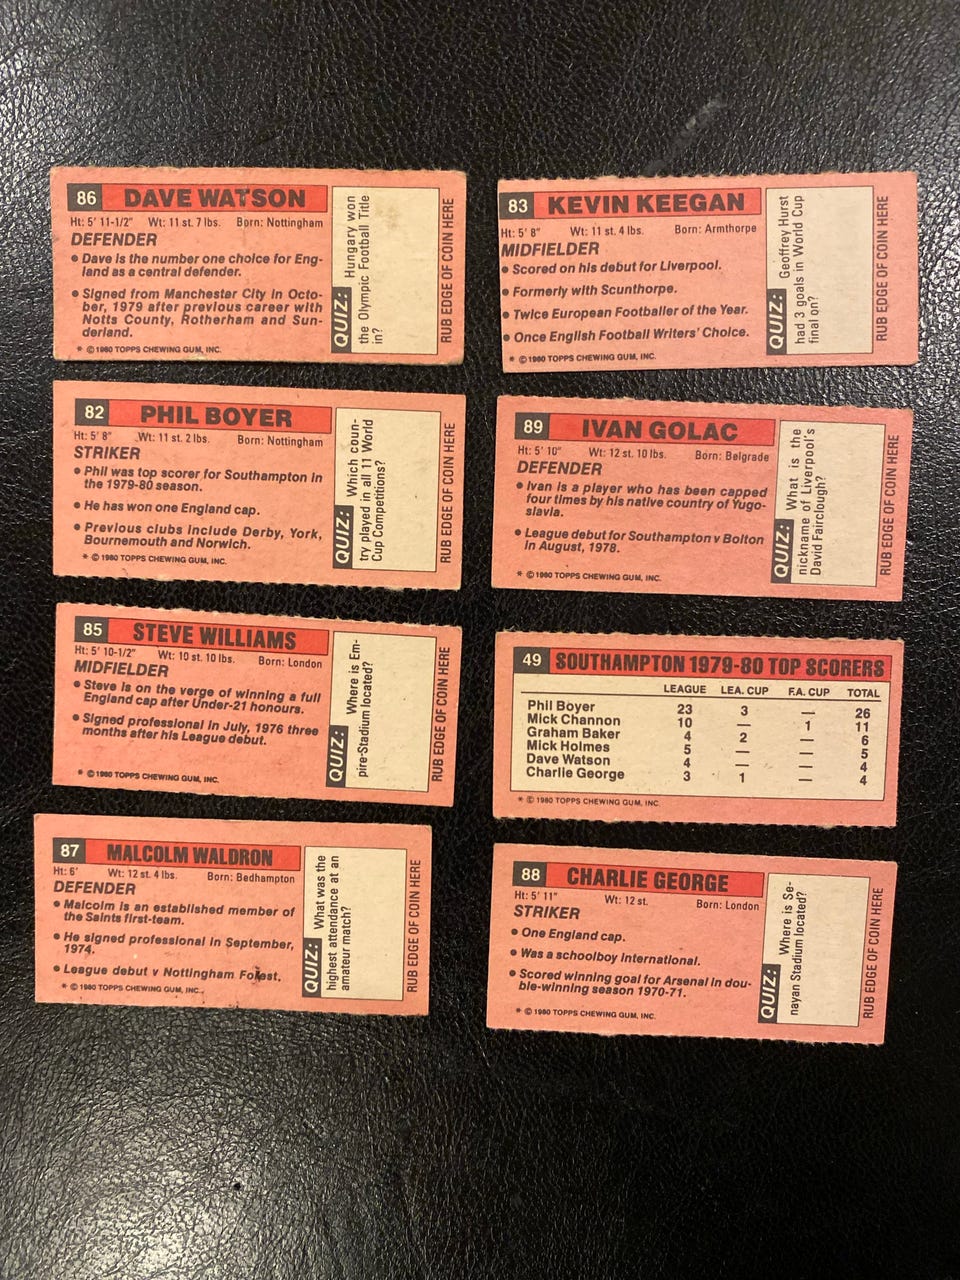 86 DAVE WATSON
Ht: 5' 11-1/2" Wt: 11 st. 7 lbs. Born: Nottingham
DEFENDER
• Dave is the number one choice for Eng-
land as a central defender.
• Signed from Manchester City in Octo-
ber, 1979 after previous career with
Notts County, Rotherham and Sun-
derland.
* © 1980 TOPPS CHEWING GUM, INC.
QUIZ: Hungary won
the Olympic Football Title
in?
RUB EDGE OF COIN HERE
83 KEVIN KEEGAN
Ht: 5' 8" Wt: 11 st. 4 lbs. Born: Armthorpe
MIDFIELDER
• Scored on his debut for Liverpool.
• Formerly with Scunthorpe.
• Twice European Footballer of the Year.
• Once English Football Writers' Choice.
* © 1980 TOPPS CHEWING GUM, INC.
QUIZ: Geoffrey Hurst
had 3 goals in World Cup
final on?
RUB EDGE OF COIN HERE
82 PHIL BOYER
Ht: 5' 8" Wt: 11 st. 2 lbs. Born: Nottingham
STRIKER
• Phil was top scorer for Southampton in
the 1979-80 season.
• He has won one England cap.
• Previous clubs include Derby, York,
Bournemouth and Norwich.
* © 1980 TOPPS CHEWING GUM, INC.
QUIZ: Which coun-
try played in all 11 World
Cup Competitions?
RUB EDGE OF COIN HERE
89 IVAN GOLAC
Ht: 5' 10" Wt: 12 st. 10 lbs. Born: Belgrade
DEFENDER
• Ivan is a player who has been capped
four times by his native country of Yugo-
slavia.
• League debut for Southampton v Bolton
in August, 1978.
* © 1980 TOPPS CHEWING GUM, INC.
QUIZ: What is the
nickname of Liverpool's
David Fairclough?
RUB EDGE OF COIN HERE
85 STEVE WILLIAMS
Ht: 5' 10-1/2" Wt: 10 st. 10 lbs. Born: London
MIDFIELDER
• Steve is on the verge of winning a full
England cap after Under-21 honours.
• Signed professional in July, 1976 three
months after his League debut.
* © 1980 TOPPS CHEWING GUM, INC.
QUIZ: Where is Em-
pire-Stadium located?
RUB EDGE OF COIN HERE
49 SOUTHAMPTON 1979-80 TOP SCORERS
LEAGUE LEA. CUP F.A. CUP TOTAL
Phil Boyer 23 3 — 26
Mick Channon 10 — 1 11
Graham Baker 4 2 — 6
Mick Holmes 5 — — 5
Dave Watson 4 — — 4
Charlie George 3 1 — 4
* © 1980 TOPPS CHEWING GUM, INC.
87 MALCOLM WALDRON
Ht: 6' Wt: 12 st. 4 lbs. Born: Bedhampton
DEFENDER
• Malcolm is an established member of
the Saints first-team.
• He signed professional in September,
1974.
• League debut v Nottingham Forest.
* © 1980 TOPPS CHEWING GUM, INC.
QUIZ: What was the
highest attendance at an
amateur match?
RUB EDGE OF COIN HERE
88 CHARLIE GEORGE
Ht: 5' 11" Wt: 12 st. Born: London
STRIKER
• One England cap.
• Was a schoolboy international.
• Scored winning goal for Arsenal in dou-
ble-winning season 1970-71.
* © 1980 TOPPS CHEWING GUM, INC.
QUIZ: Where is Se-
nayan Stadium located?
RUB EDGE OF COIN HERE